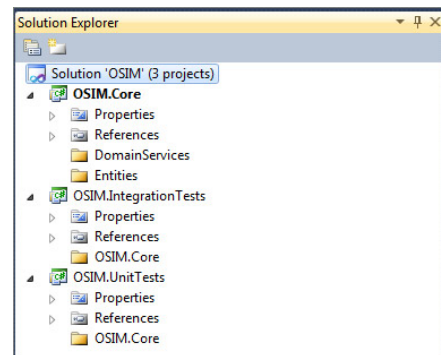 Solution Explorer
Solution 'OSIM' (3 projects)
OSIM.Core
Properties
References
DomainServices
Entities
OSIM.IntegrationTests
Properties
References
OSIM.Core
OSIM.UnitTests
Properties
References
OSIM.Core